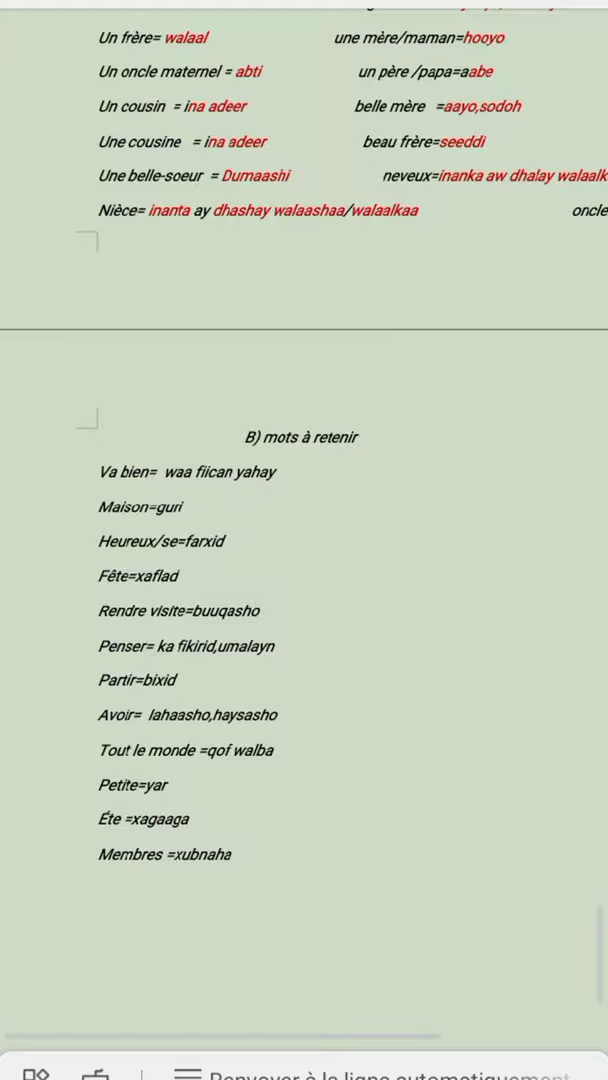 Un frère= walaal une mère/maman=hooyo
Un oncle maternel = abti un père /papa=aabe
Un cousin = ina adeer belle mère =aayo,sodoh
Une cousine = ina adeer beau frère=seeddi
Une belle-soeur = Dumaashi neveux=inanka aw dhalay walaalk
Nièce= inanta ay dhashay walaashaa/walaalkaa oncle
B) mots à retenir
Va bien= waa fiican yahay
Maison=guri
Heureux/se=farxid
Fête=xaflad
Rendre visite=buuqasho
Penser= ka fikirid,umalayn
Partir=bixid
Avoir= lahaasho,haysasho
Tout le monde =qof walba
Petite=yar
Éte =xagaaga
Membres =xubnaha
Renvoyer à la ligne automatiquement